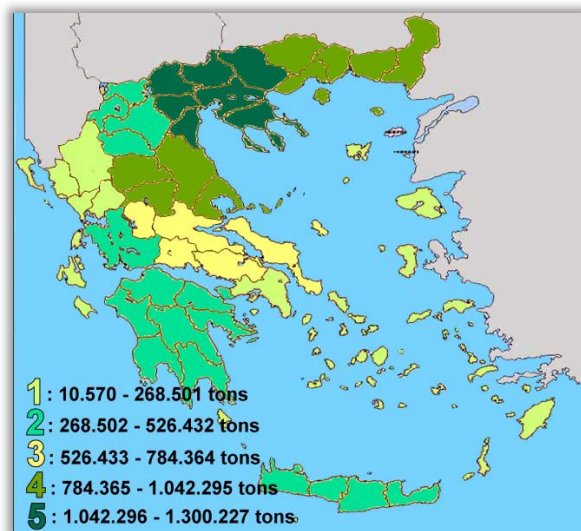 1 : 10.570 - 268.501 tons
2 : 268.502 - 526.432 tons
3 : 526.433 - 784.364 tons
4 : 784.365 - 1.042.295 tons
5 : 1.042.296 - 1.300.227 tons